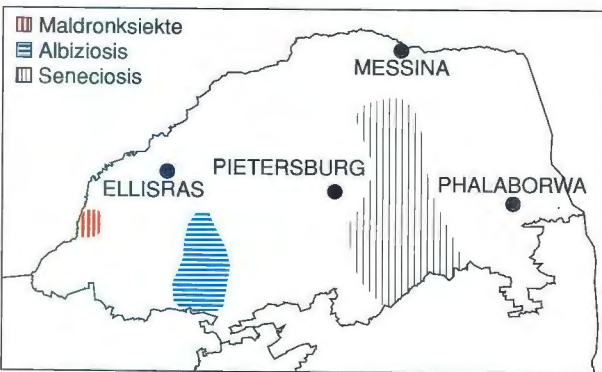 Maldronksiekte
Albiziosis
Seneciosis
MESSINA
ELLISRAS
PIETERSBURG
PHALABORWA